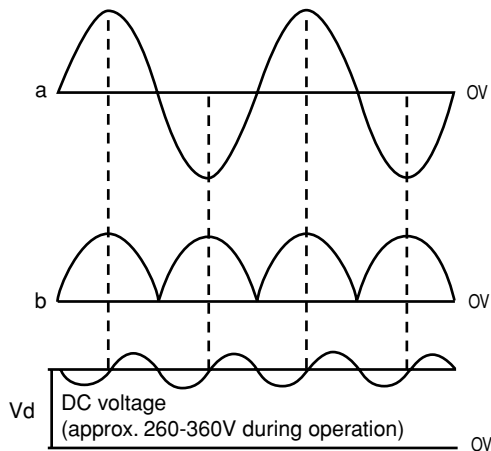 a
OV
b
OV
Vd
DC voltage
(approx. 260-360V during operation)
OV